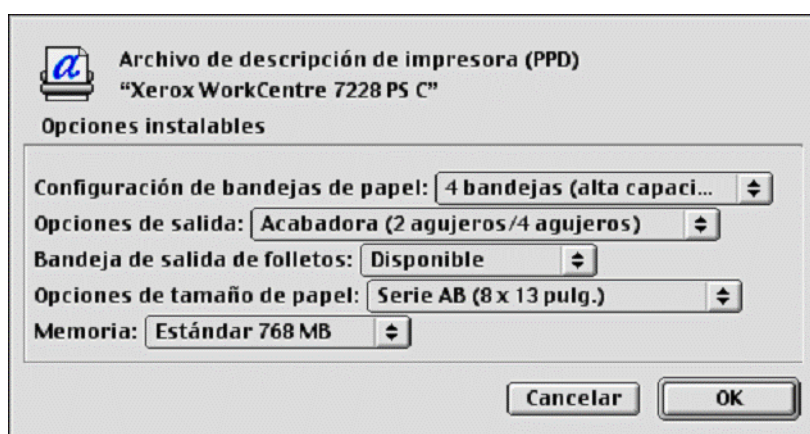 Archivo de descripción de impresora (PPD)
“Xerox WorkCentre 7228 PS C”
Opciones instalables
Configuración de bandejas de papel: 4 bandejas (alta capaci...
Opciones de salida: Acabadora (2 agujeros/4 agujeros)
Bandeja de salida de folletos: Disponible
Opciones de tamaño de papel: Serie AB (8 x 13 pulg.)
Memoria: Estándar 768 MB
Cancelar OK